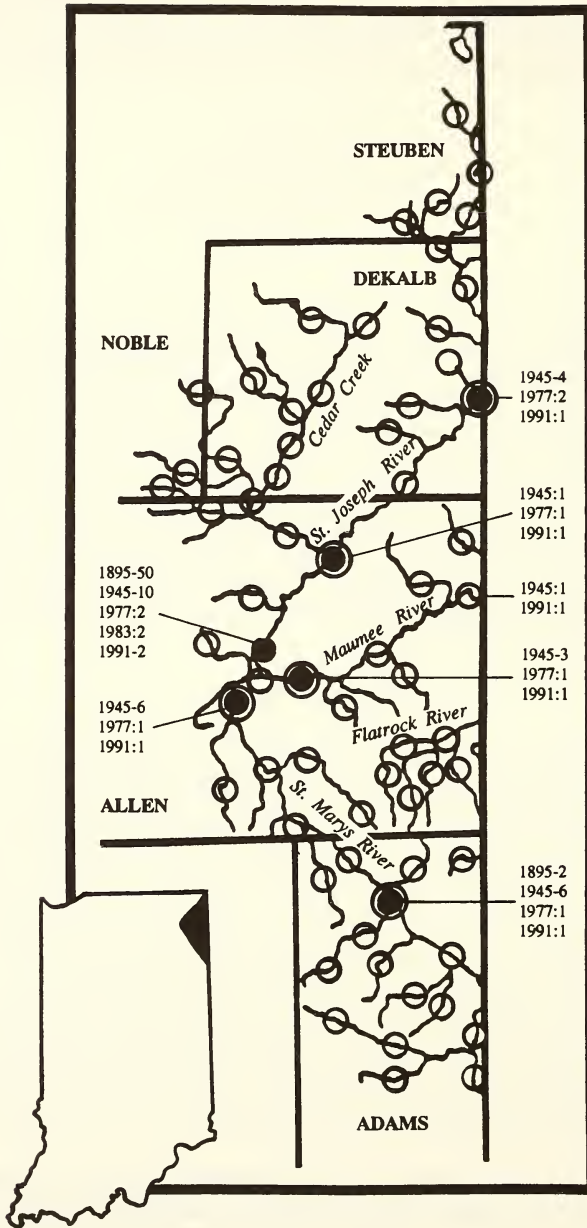 STEUBEN
DEKALB
NOBLE
Cedar Creek
1945-4
1977:2
1991:1
St. Joseph River
1945:1
1977:1
1991:1
1895-50
1945-10
1977:2
1983:2
1991-2
Maumee River
1945:1
1991:1
1945-3
1977:1
1991:1
1945-6
1977:1
1991:1
Flatrock River
ALLEN
St. Marys River
1895-2
1945-6
1977:1
1991:1
ADAMS